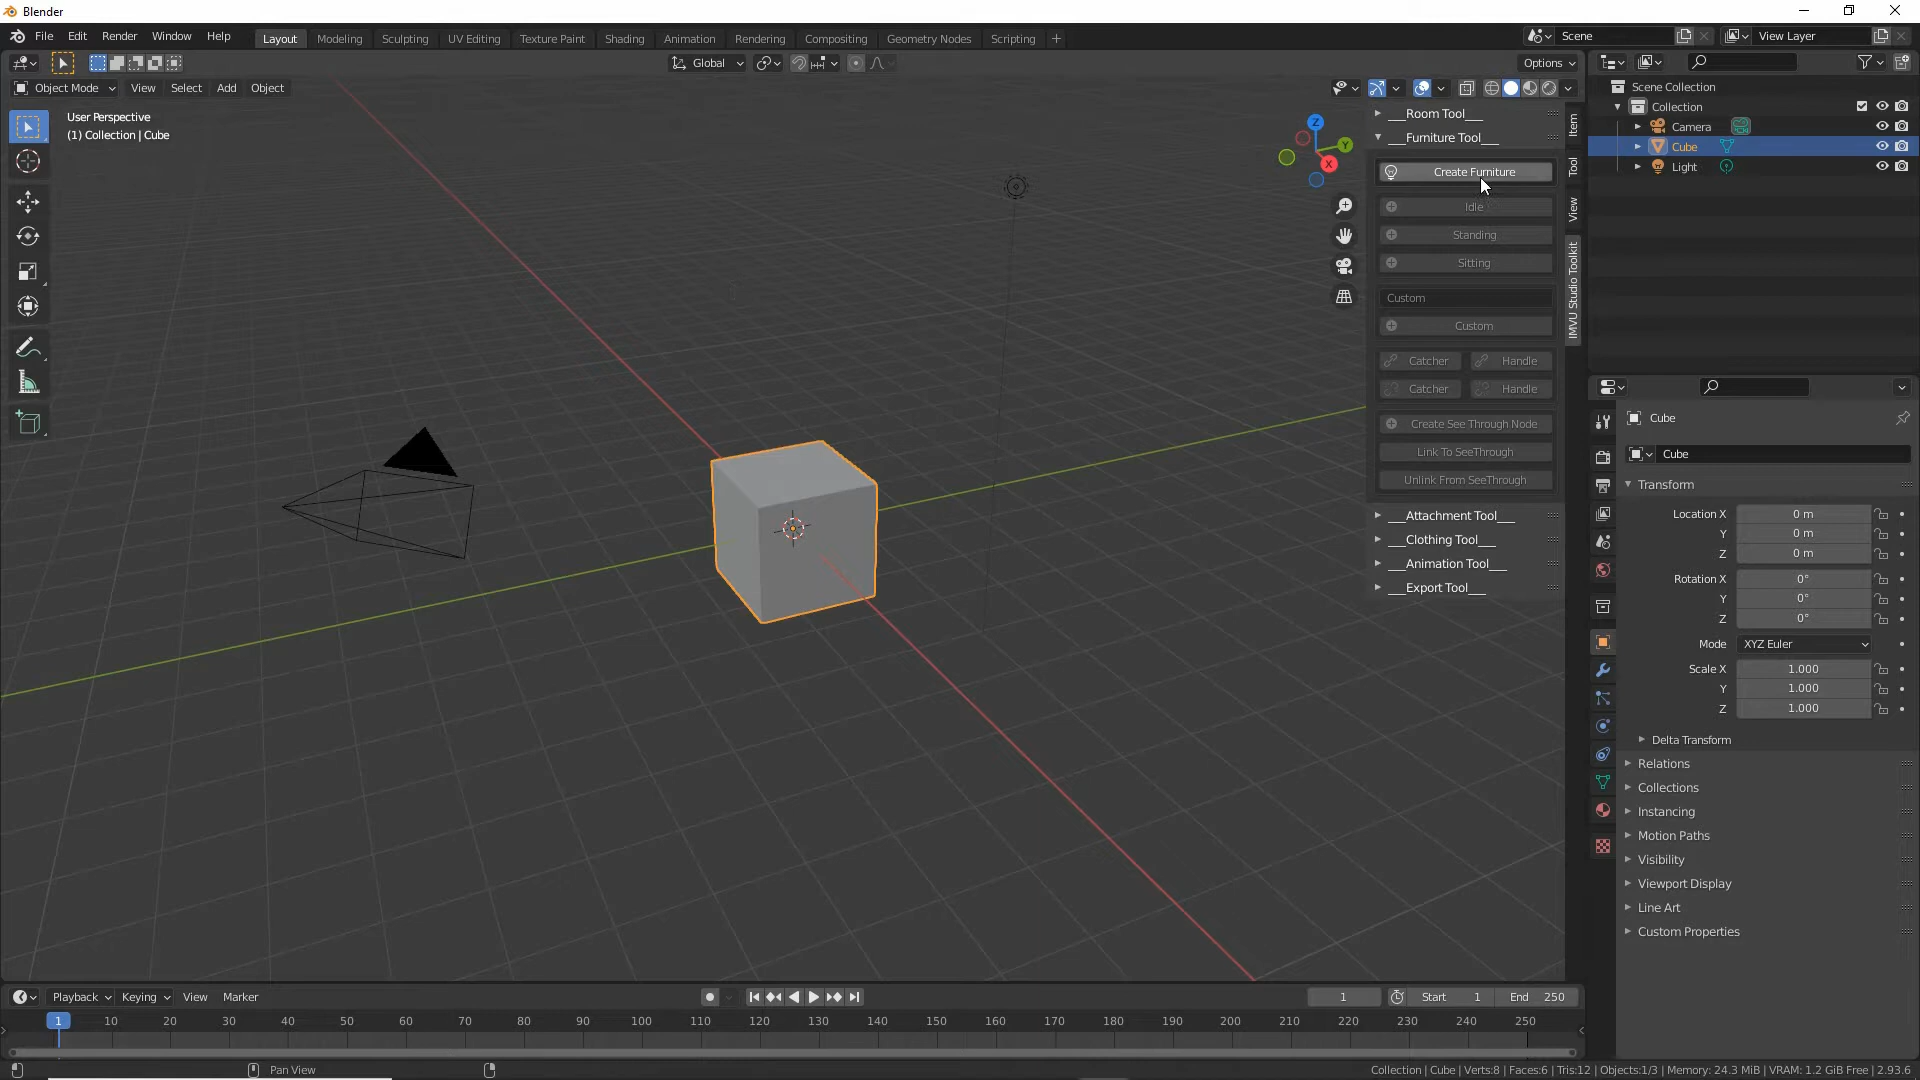 Blender
File Edit Render Window Help
Layout Modeling Sculpting UV Editing Texture Paint Shading Animation Rendering Compositing Geometry Nodes Scripting +
Scene
View Layer
Global
Options
Object Mode View Select Add Object
User Perspective
(1) Collection | Cube
Z
Y
X
___Room Tool___
___Furniture Tool___
Create Furniture
Idle
Standing
Sitting
Custom
Custom
Catcher Handle
Catcher Handle
Create See Through Node
Link To SeeThrough
Unlink From SeeThrough
___Attachment Tool___
___Clothing Tool___
___Animation Tool___
___Export Tool___
Item
Tool
View
IMVU Studio Toolkit
Scene Collection
Collection
Camera
Cube
Light
Cube
Cube
Transform
Location X 0 m
Y 0 m
Z 0 m
Rotation X 0°
Y 0°
Z 0°
Mode XYZ Euler
Scale X 1.000
Y 1.000
Z 1.000
Delta Transform
Relations
Collections
Instancing
Motion Paths
Visibility
Viewport Display
Line Art
Custom Properties
Playback Keying View Marker
1 Start 1 End 250
1 10 20 30 40 50 60 70 80 90 100 110 120 130 140 150 160 170 180 190 200 210 220 230 240 250
Pan View
Collection | Cube | Verts:8 | Faces:6 | Tris:12 | Objects:1/3 | Memory: 24.3 MiB | VRAM: 1.2 GiB Free | 2.93.6